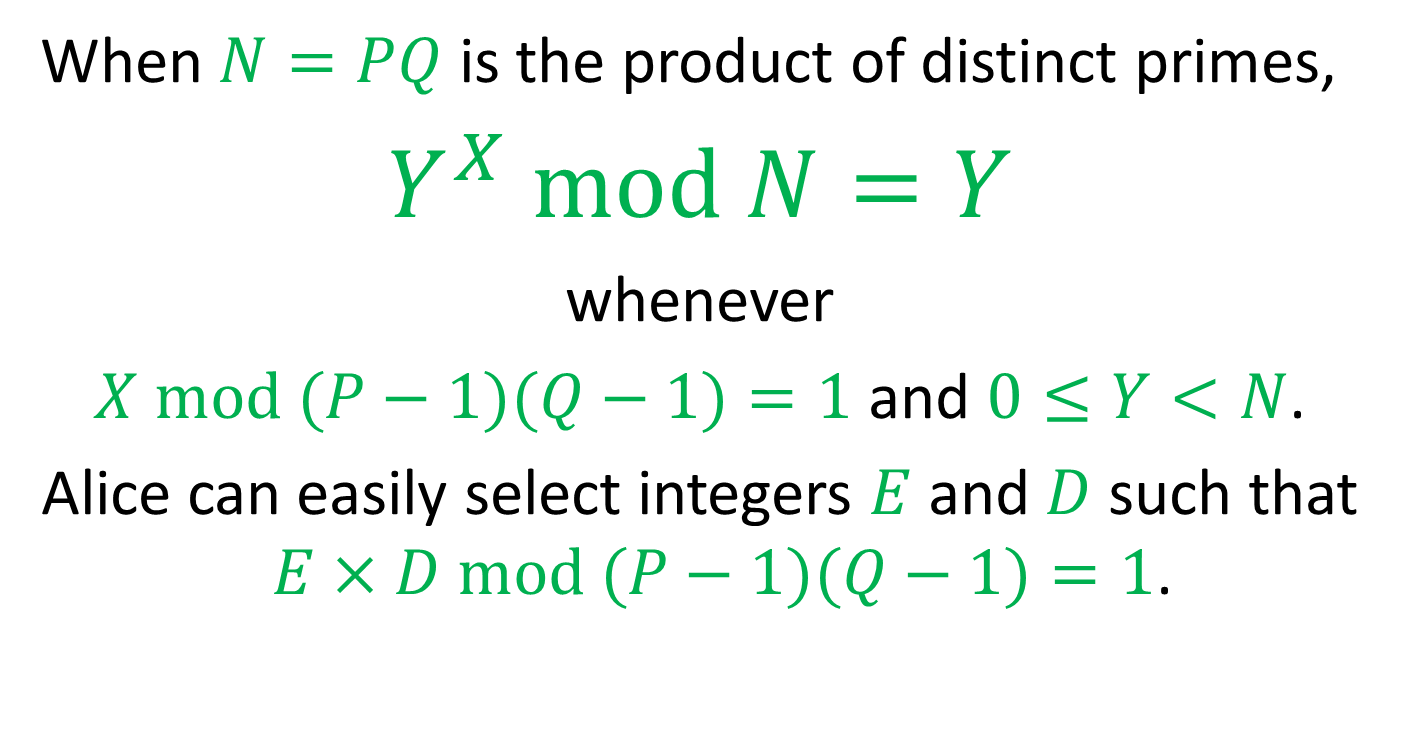 When N = PQ is the product of distinct primes,
Y^X mod N = Y
whenever
X mod (P − 1)(Q − 1) = 1 and 0 ≤ Y < N.
Alice can easily select integers E and D such that
E × D mod (P − 1)(Q − 1) = 1.